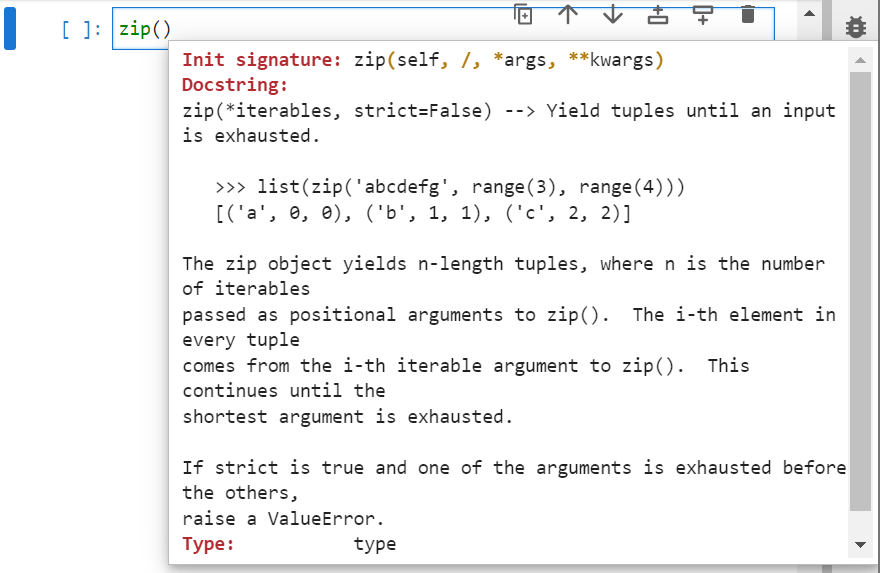 [ ]: zip()
Init signature: zip(self, /, *args, **kwargs)
Docstring:
zip(*iterables, strict=False) --> Yield tuples until an input
is exhausted.
>>> list(zip('abcdefg', range(3), range(4)))
[('a', 0, 0), ('b', 1, 1), ('c', 2, 2)]
The zip object yields n-length tuples, where n is the number
of iterables
passed as positional arguments to zip().  The i-th element in
every tuple
comes from the i-th iterable argument to zip().  This
continues until the
shortest argument is exhausted.
If strict is true and one of the arguments is exhausted before
the others,
raise a ValueError.
Type:           type